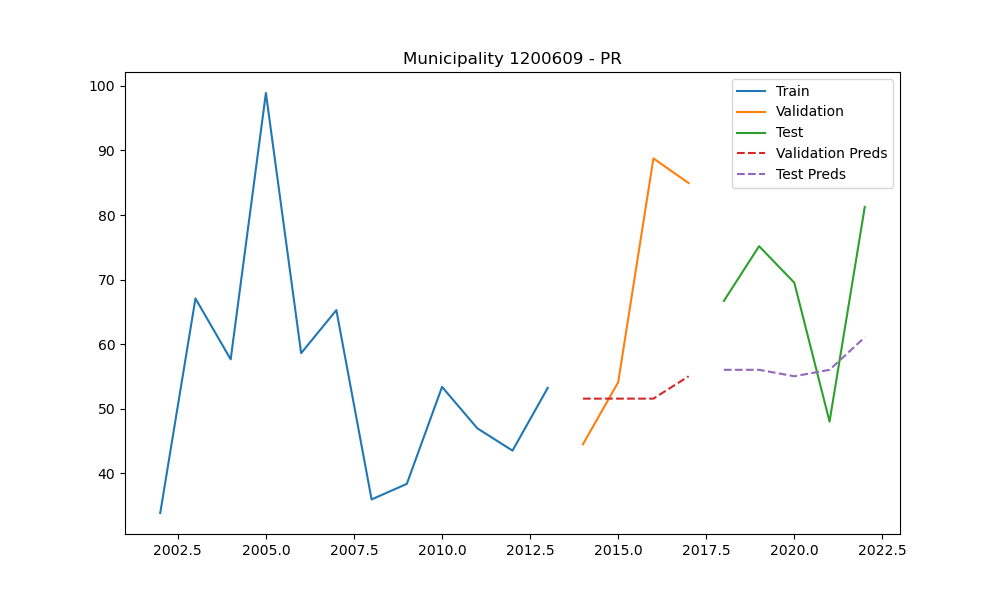 Municipality 1200609 - PR
100
90
80
70
60
50
40
2002.5 2005.0 2007.5 2010.0 2012.5 2015.0 2017.5 2020.0 2022.5
Train
Validation
Test
Validation Preds
Test Preds